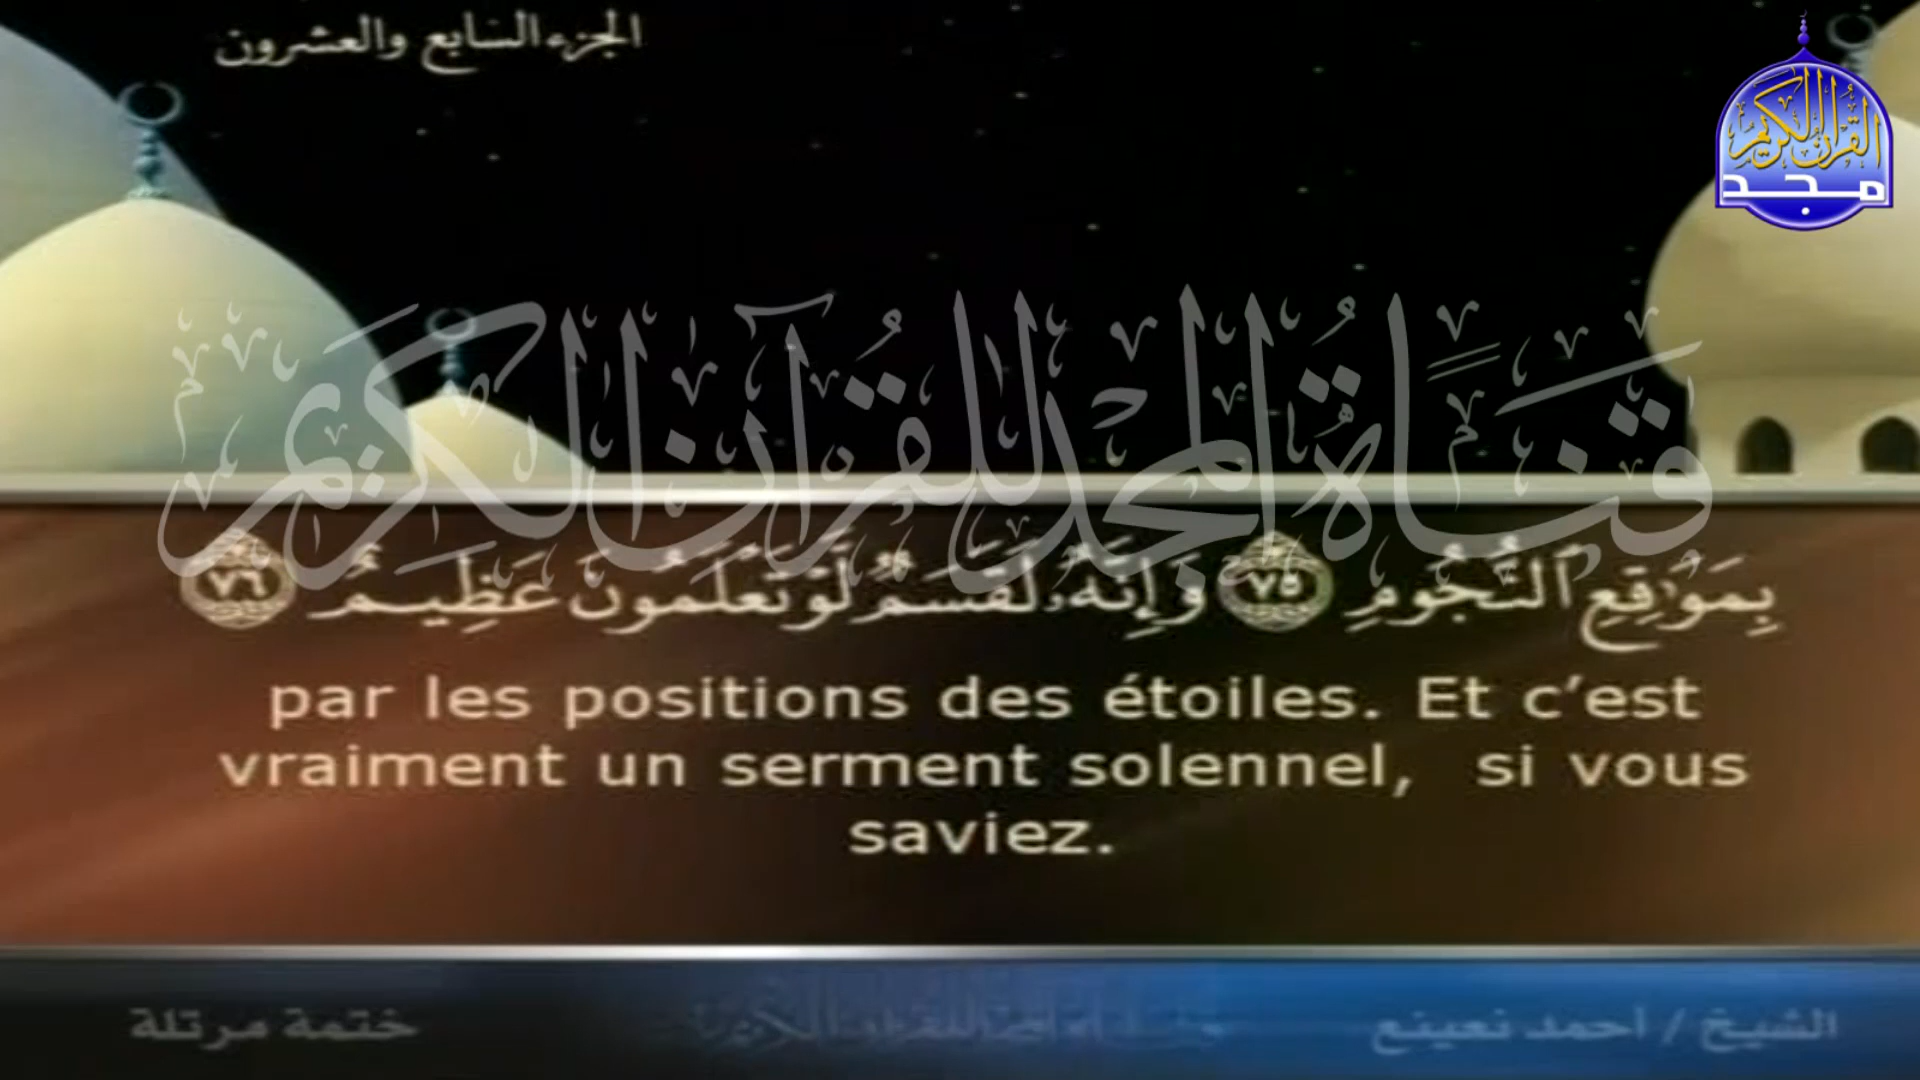 الجزء السابع والعشرون
القرآن الكريم
مجد
قناة المجد للقرآن الكريم
بِمَوَٰقِعِ ٱلنُّجُومِ ٧٥ وَإِنَّهُۥ لَقَسَمٌ لَّوْ تَعْلَمُونَ عَظِيمٌ ٧٦
par les positions des étoiles. Et c’est
vraiment un serment solennel, si vous
saviez.
الشيخ / أحمد نعينع
ختمة مرتلة